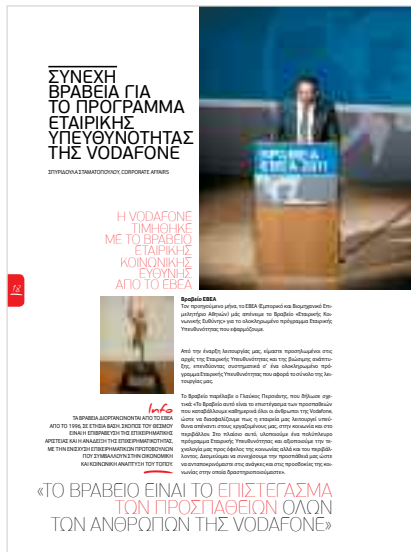 ΣΥΝΕΧΗ
ΒΡΑΒΕΙΑ ΓΙΑ
ΤΟ ΠΡΟΓΡΑΜΜΑ
ΕΤΑΙΡΙΚΗΣ
ΥΠΕΥΘΥΝΟΤΗΤΑΣ
ΤΗΣ VODAFONE
ΣΠΥΡΙΔΟΥΛΑ ΣΤΑΜΑΤΟΠΟΥΛΟΥ, CORPORATE AFFAIRS
ΒΡΑΒΕΙΑ
ΕΒΕΑ 2011
Η VODAFONE
ΤΙΜΗΘΗΚΕ
ΜΕ ΤΟ ΒΡΑΒΕΙΟ
ΕΤΑΙΡΙΚΗΣ
ΚΟΙΝΩΝΙΚΗΣ
ΕΥΘΥΝΗΣ
ΑΠΟ ΤΟ ΕΒΕΑ
18
Βραβείο ΕΒΕΑ
Τον προηγούμενο μήνα, το ΕΒΕΑ (Εμπορικό και Βιομηχανικό Επι-
μελητήριο Αθηνών) μάς απένειμε το Βραβείο «Εταιρικής Κοι-
νωνικής Ευθύνης» για το ολοκληρωμένο πρόγραμμα Εταιρικής
Υπευθυνότητας που εφαρμόζουμε.
Από την έναρξη λειτουργίας μας, είμαστε προσηλωμένοι στις
αρχές της Εταιρικής Υπευθυνότητας και της βιώσιμης ανάπτυ-
ξης, επενδύοντας συστηματικά σ' ένα ολοκληρωμένο πρό-
γραμμα Εταιρικής Υπευθυνότητας που αφορά το σύνολο της λει-
τουργίας μας.
Το Βραβείο παρέλαβε ο Γλαύκος Περσιάνης, που δήλωσε σχε-
τικά: «Το Βραβείο αυτό είναι το επιστέγασμα των προσπαθειών
που καταβάλλουμε καθημερινά όλοι οι άνθρωποι της Vodafone,
ώστε να διασφαλίζουμε πως η εταιρεία μας λειτουργεί υπεύ-
θυνα απέναντι στους εργαζομένους μας, στην κοινωνία και στο
περιβάλλον. Στο πλαίσιο αυτό, υλοποιούμε ένα πολύπλευρο
πρόγραμμα Εταιρικής Υπευθυνότητας και αξιοποιούμε την τε-
χνολογία μας προς όφελος της κοινωνίας αλλά και του περιβάλ-
λοντος. Δεσμευόμαστε να συνεχίσουμε την προσπάθειά μας ώστε
να ανταποκρινόμαστε στις ανάγκες και στις προσδοκίες της κοι-
νωνίας στην οποία δραστηριοποιούμαστε».
Info
ΤΑ ΒΡΑΒΕΙΑ ΔΙΟΡΓΑΝΩΝΟΝΤΑΙ ΑΠΟ ΤΟ ΕΒΕΑ
ΑΠΟ ΤΟ 1996, ΣΕ ΕΤΗΣΙΑ ΒΑΣΗ. ΣΚΟΠΟΣ ΤΟΥ ΘΕΣΜΟΥ
ΕΙΝΑΙ Η ΕΠΙΒΡΑΒΕΥΣΗ ΤΗΣ ΕΠΙΧΕΙΡΗΜΑΤΙΚΗΣ
ΑΡΙΣΤΕΙΑΣ ΚΑΙ Η ΑΝΑΔΕΙΞΗ ΤΗΣ ΕΠΙΧΕΙΡΗΜΑΤΙΚΟΤΗΤΑΣ,
ΜΕ ΤΗΝ ΕΝΙΣΧΥΣΗ ΕΠΙΧΕΙΡΗΜΑΤΙΚΩΝ ΠΡΩΤΟΒΟΥΛΙΩΝ
ΠΟΥ ΣΥΜΒΑΛΛΟΥΝ ΣΤΗΝ ΟΙΚΟΝΟΜΙΚΗ
ΚΑΙ ΚΟΙΝΩΝΙΚΗ ΑΝΑΠΤΥΞΗ ΤΟΥ ΤΟΠΟΥ.
«ΤΟ ΒΡΑΒΕΙΟ ΕΙΝΑΙ ΤΟ ΕΠΙΣΤΕΓΑΣΜΑ
ΤΩΝ ΠΡΟΣΠΑΘΕΙΩΝ ΟΛΩΝ
ΤΩΝ ΑΝΘΡΩΠΩΝ ΤΗΣ VODAFONE»